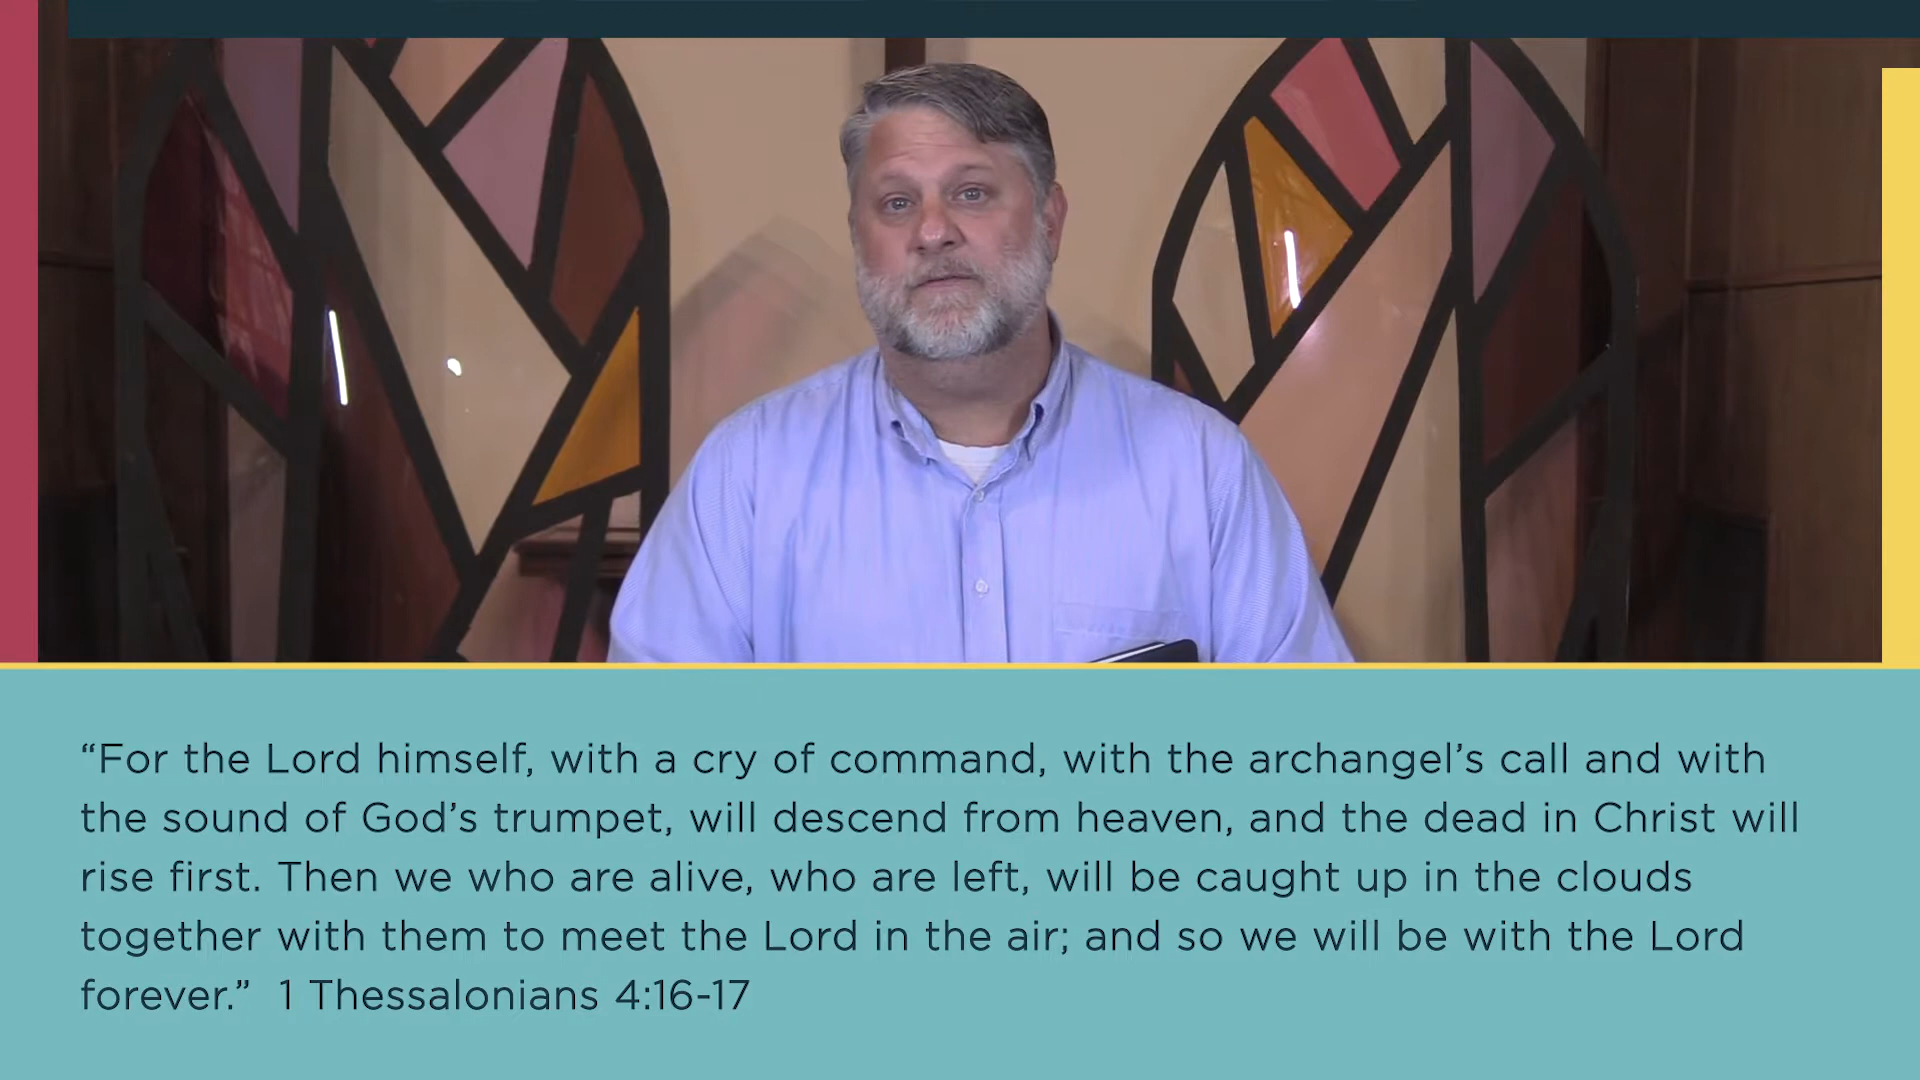 “For the Lord himself, with a cry of command, with the archangel’s call and with
the sound of God’s trumpet, will descend from heaven, and the dead in Christ will
rise first. Then we who are alive, who are left, will be caught up in the clouds
together with them to meet the Lord in the air; and so we will be with the Lord
forever.”  1 Thessalonians 4:16-17